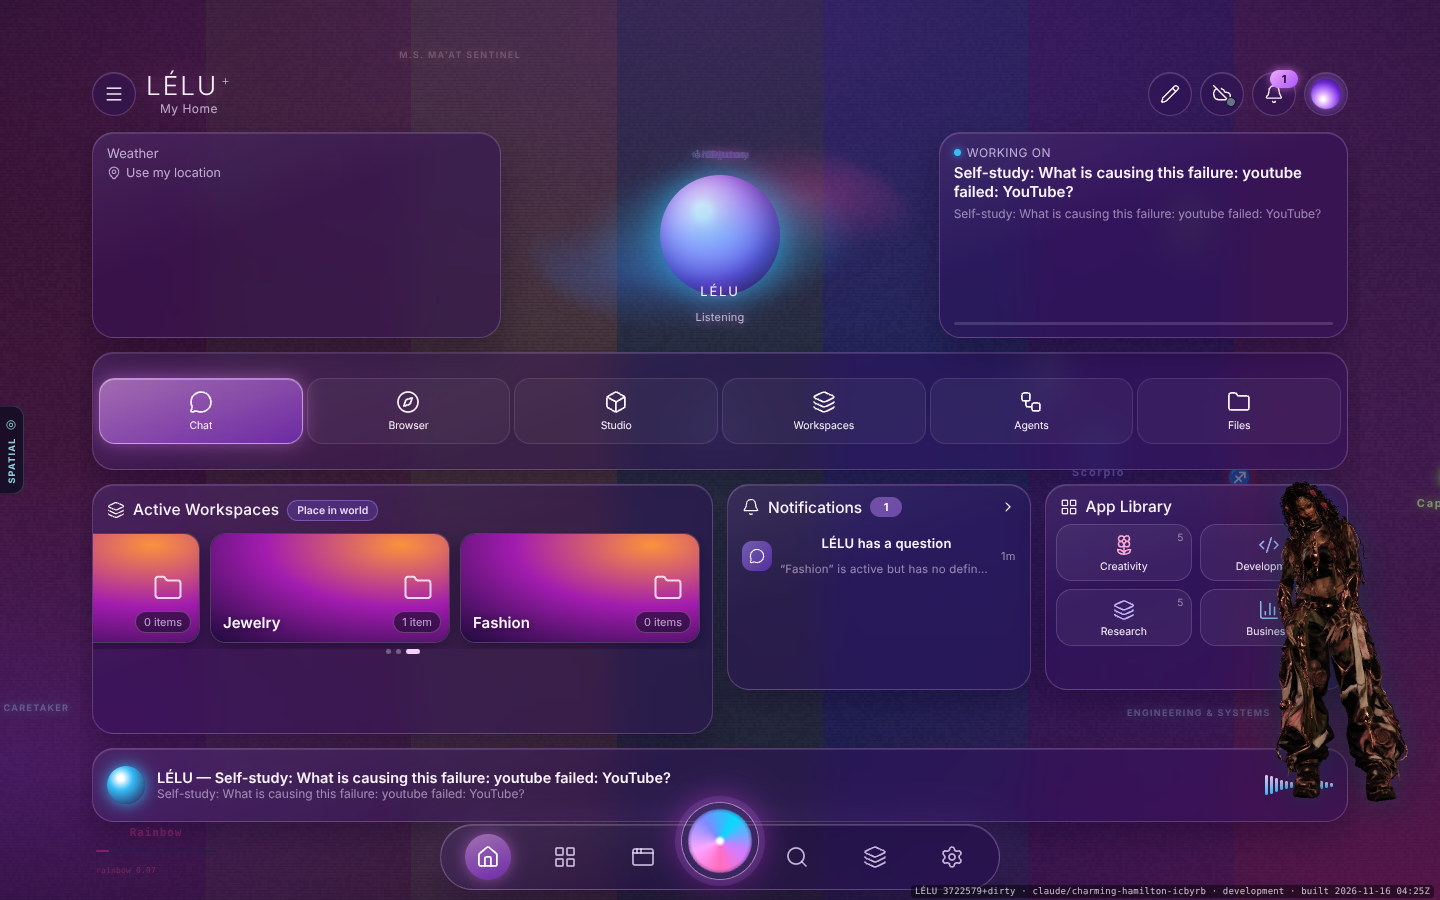 M.S. MA'AT SENTINEL
LÉLU +
My Home
1
Weather
Use my location
LÉLU
Listening
WORKING ON
Self-study: What is causing this failure: youtube
failed: YouTube?
Self-study: What is causing this failure: youtube failed: YouTube?
SPATIAL
Chat
Browser
Studio
Workspaces
Agents
Files
Scorpio
Cap
Active Workspaces
Place in world
0 items
Jewelry
1 item
Fashion
0 items
Notifications
1
LÉLU has a question
“Fashion” is active but has no defin...
1m
App Library
5
Creativity
Developm
5
Research
Busines
CARETAKER
ENGINEERING & SYSTEMS
LÉLU — Self-study: What is causing this failure: youtube failed: YouTube?
Self-study: What is causing this failure: youtube failed: YouTube?
Rainbow
rainbow 0.07
LÉLU 3722579+dirty · claude/charming-hamilton-icbyrb · development · built 2026-11-16 04:25Z